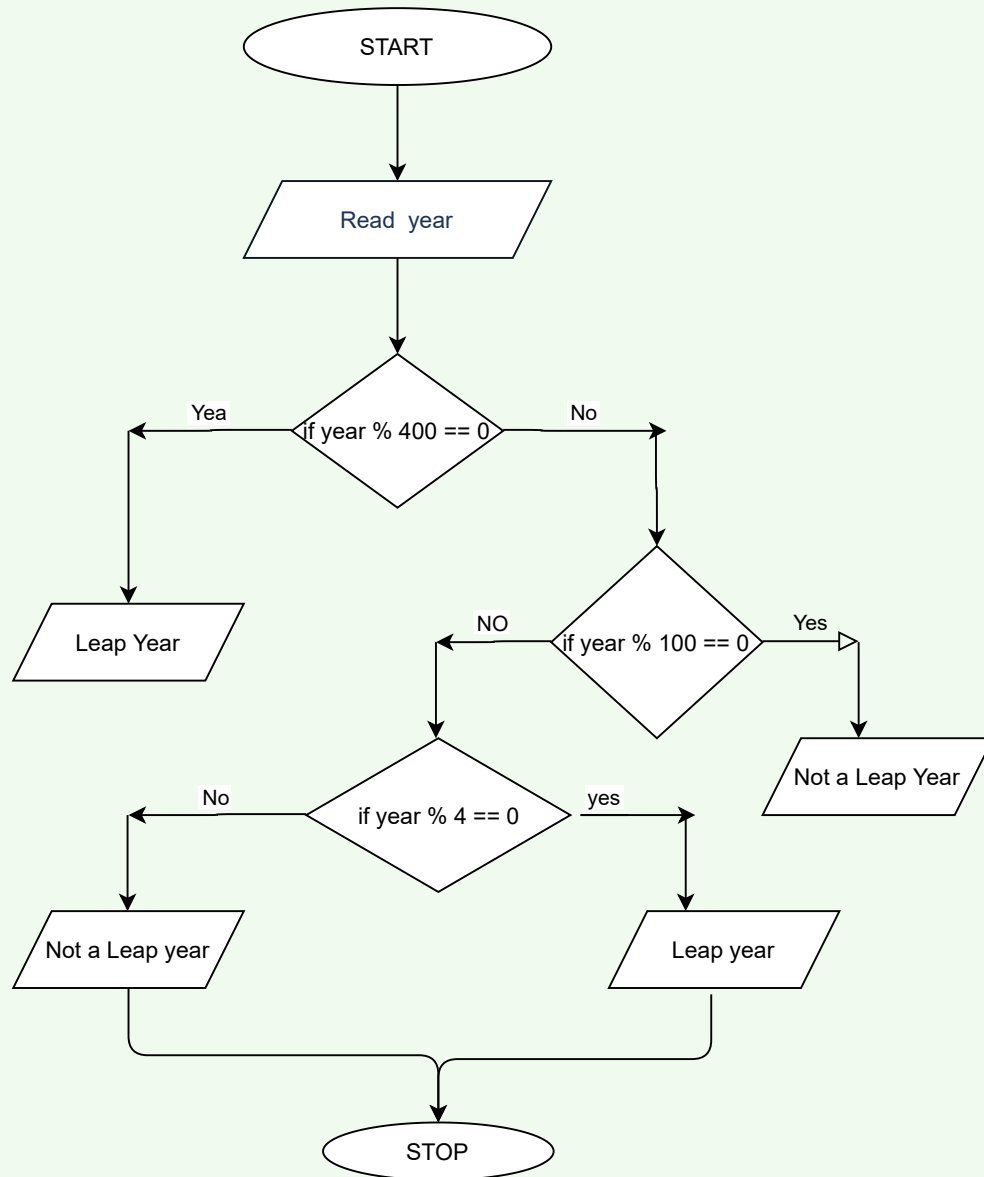 START
Read year
Yea
No
if year % 400 == 0
Leap Year
NO
Yes
if year % 100 == 0
Not a Leap Year
No
yes
if year % 4 == 0
Not a Leap year
Leap year
STOP